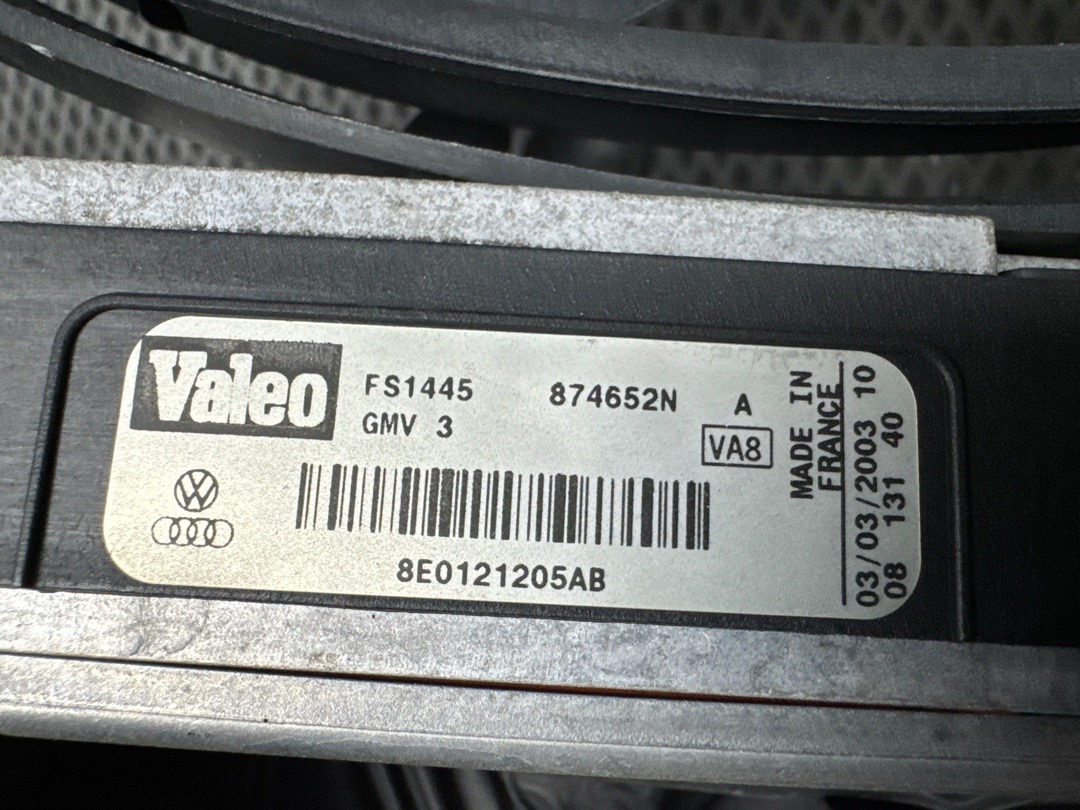 Valeo
FS1445 874652N A
GMV 3 VA8
8E0121205AB
MADE IN
FRANCE
03/03/2003 10
08 131 40